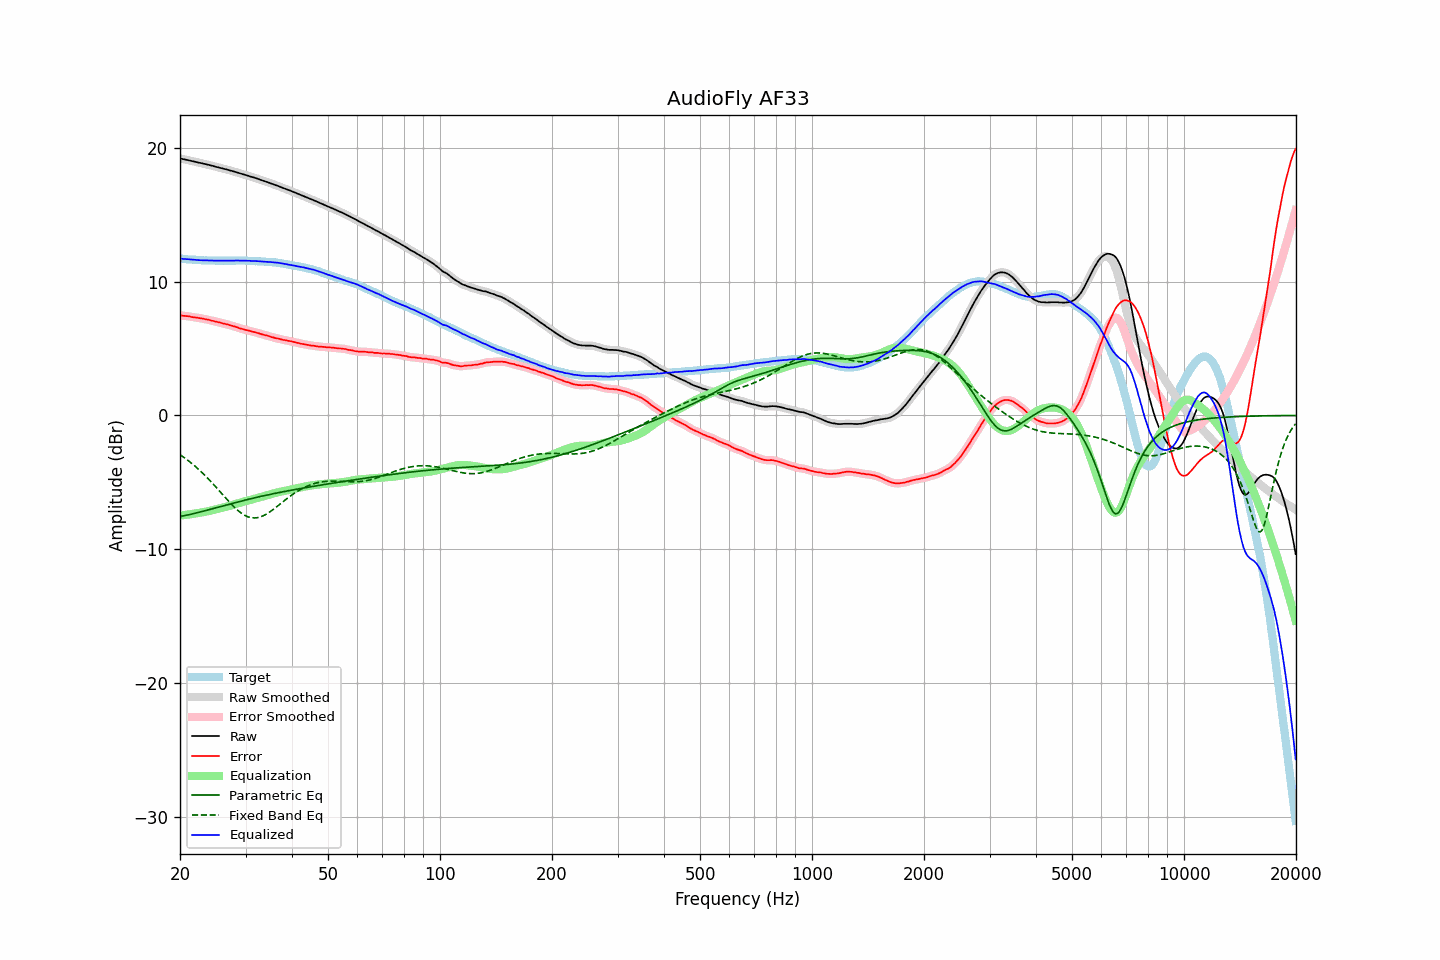 AudioFly AF33
Amplitude (dBr)
20
10
0
−10
−20
−30
Target
Raw Smoothed
Error Smoothed
Raw
Error
Equalization
Parametric Eq
Fixed Band Eq
Equalized
20 50 100 200 500 1000 2000 5000 10000 20000
Frequency (Hz)